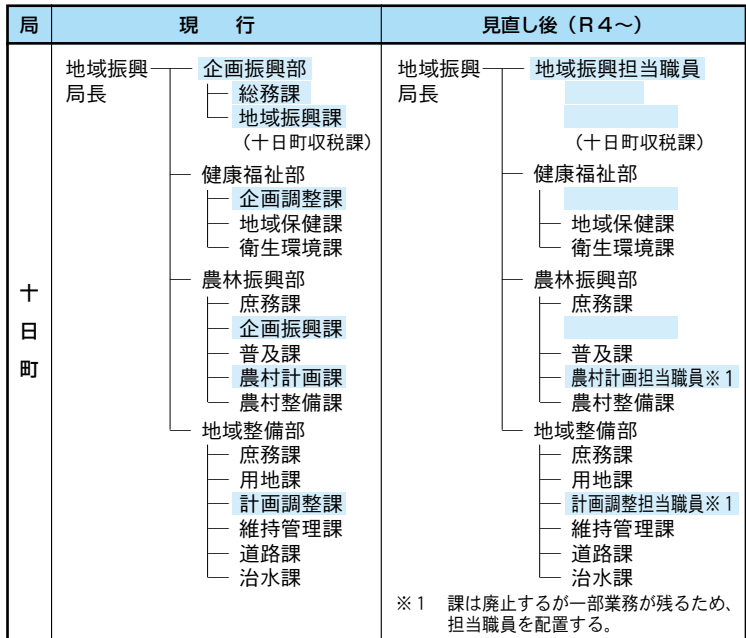 局
現 行
見直し後（R４～）
十日町
地域振興局長
企画振興部
総務課
地域振興課
（十日町収税課）
健康福祉部
企画調整課
地域保健課
衛生環境課
農林振興部
庶務課
企画振興課
普及課
農村計画課
農村整備課
地域整備部
庶務課
用地課
計画調整課
維持管理課
道路課
治水課
地域振興局長
地域振興担当職員
（十日町収税課）
健康福祉部
地域保健課
衛生環境課
農林振興部
庶務課
普及課
農村計画担当職員※１
農村整備課
地域整備部
庶務課
用地課
計画調整担当職員※１
維持管理課
道路課
治水課
※１ 課は廃止するが一部業務が残るため、
担当職員を配置する。